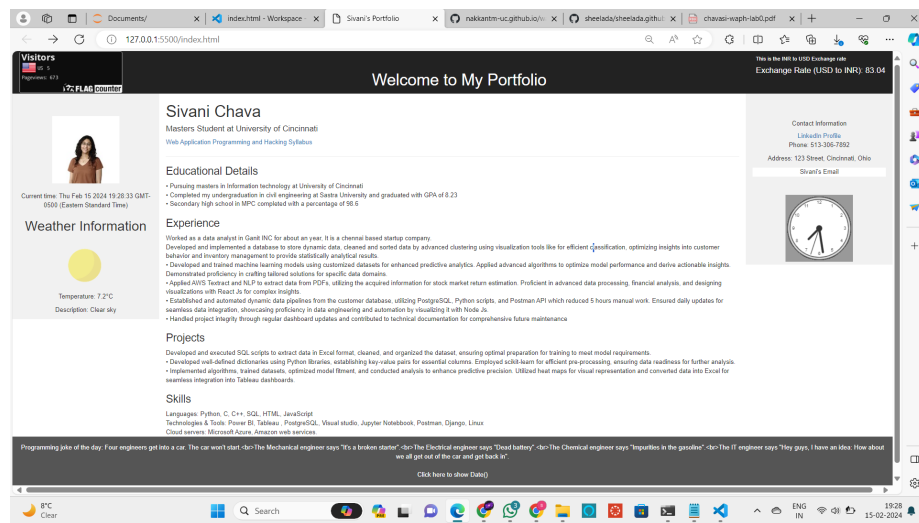 Documents/
index.html - Workspace -
Sivani's Portfolio
nakkantm-uc.github.io/w
sheelada/sheelada.github
chavasi-waph-lab0.pdf
127.0.0.1:5500/index.html
Visitors
US 5
Pageviews: 673
FLAG counter
Welcome to My Portfolio
This is the INR to USD Exchange rate
Exchange Rate (USD to INR): 83.04
Current time: Thu Feb 15 2024 19:28:33 GMT-
0500 (Eastern Standard Time)
Weather Information
Temperature: 7.2°C
Description: Clear sky
Sivani Chava
Masters Student at University of Cincinnati
Web Application Programming and Hacking Syllabus
Educational Details
• Pursuing masters in Information technology at University of Cincinnati
• Completed my undergraduation in civil engineering at Sastra University and graduated with GPA of 8.23
• Secondary high school in MPC completed with a percentage of 98.6
Experience
Worked as a data analyst in Ganit INC for about an year. It is a chennai based startup company.
Developed and implemented a database to store dynamic data, cleaned and sorted data by advanced clustering using visualization tools like for efficient classification, optimizing insights into customer
behavior and inventory management to provide statistically analytical results.
• Developed and trained machine learning models using customized datasets for enhanced predictive analytics. Applied advanced algorithms to optimize model performance and derive actionable insights.
Demonstrated proficiency in crafting tailored solutions for specific data domains.
• Applied AWS Textract and NLP to extract data from PDFs, utilizing the acquired information for stock market return estimation. Proficient in advanced data processing, financial analysis, and designing
visualizations with React Js for complex insights.
• Established and automated dynamic data pipelines from the customer database, utilizing PostgreSQL, Python scripts, and Postman API which reduced 5 hours manual work. Ensured daily updates for
seamless data integration, showcasing proficiency in data engineering and automation by visualizing it with Node Js.
• Handled project integrity through regular dashboard updates and contributed to technical documentation for comprehensive future maintenance
Projects
Developed and executed SQL scripts to extract data in Excel format, cleaned, and organized the dataset, ensuring optimal preparation for training to meet model requirements.
• Developed well-defined dictionaries using Python libraries, establishing key-value pairs for essential columns. Employed scikit-learn for efficient pre-processing, ensuring data readiness for further analysis.
• Implemented algorithms, trained datasets, optimized model fitment, and conducted analysis to enhance predictive precision. Utilized heat maps for visual representation and converted data into Excel for
seamless integration into Tableau dashboards.
Skills
Languages: Python, C, C++, SQL, HTML, JavaScript
Technologies & Tools: Power BI, Tableau , PostgreSQL, Visual studio, Jupyter Notebook, Postman, Django, Linux
Cloud servers: Microsoft Azure, Amazon web services.
Contact Information
LinkedIn Profile
Phone: 513-306-7892
Address: 123 Street, Cincinnati, Ohio
Sivani's Email
Programming joke of the day: Four engineers get into a car. The car won't start.<br>The Mechanical engineer says "It's a broken starter".<br>The Electrical engineer says "Dead battery".<br>The Chemical engineer says "Impurities in the gasoline".<br>The IT engineer says "Hey guys, I have an idea: How about
we all get out of the car and get back in".
Click here to show Date()
8°C
Clear
Search
ENG
IN
19:28
15-02-2024